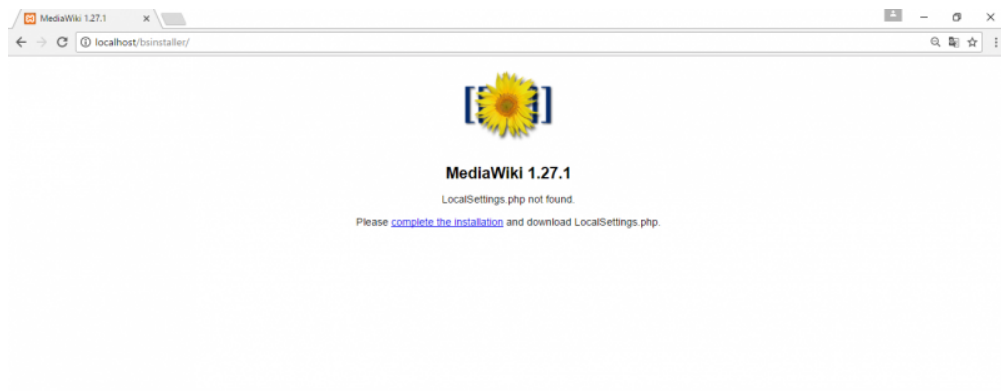 MediaWiki 1.27.1
localhost/bsinstaller/
MediaWiki 1.27.1
LocalSettings.php not found.
Please complete the installation and download LocalSettings.php.